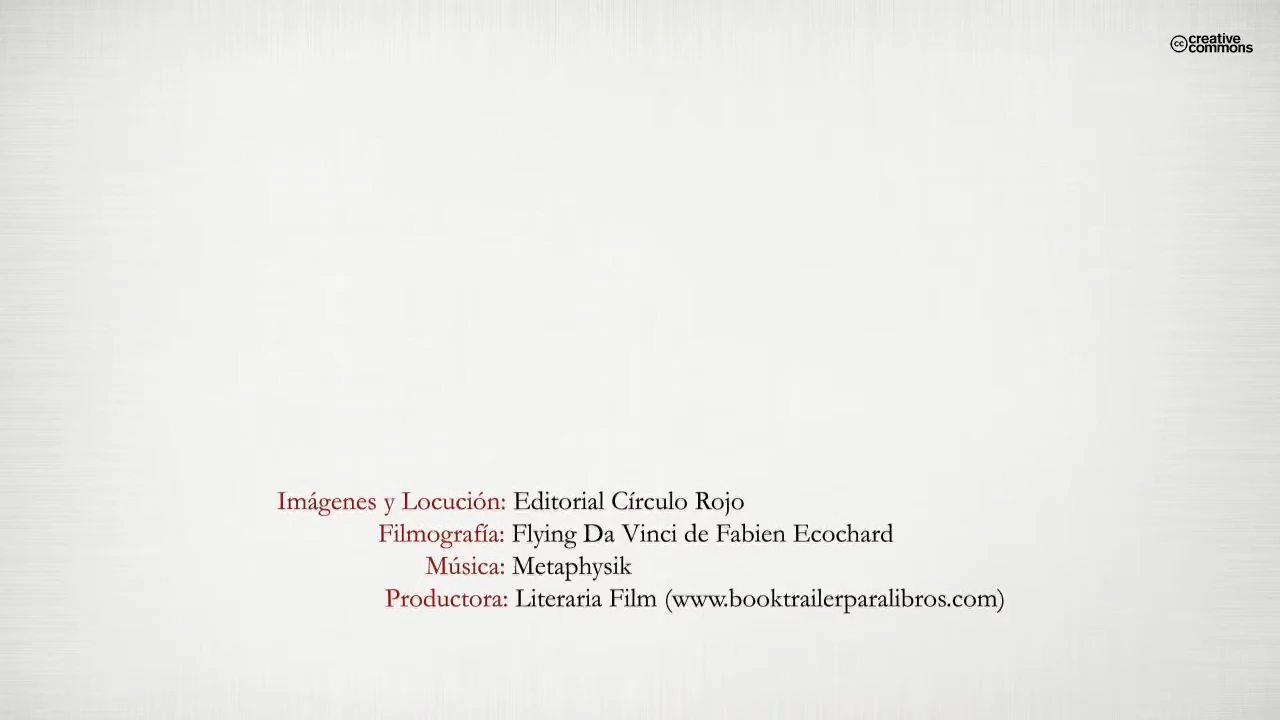 cc creative
commons
Imágenes y Locución: Editorial Círculo Rojo
Filmografía: Flying Da Vinci de Fabien Ecochard
Música: Metaphysik
Productora: Literaria Film (www.booktrailerparalibros.com)